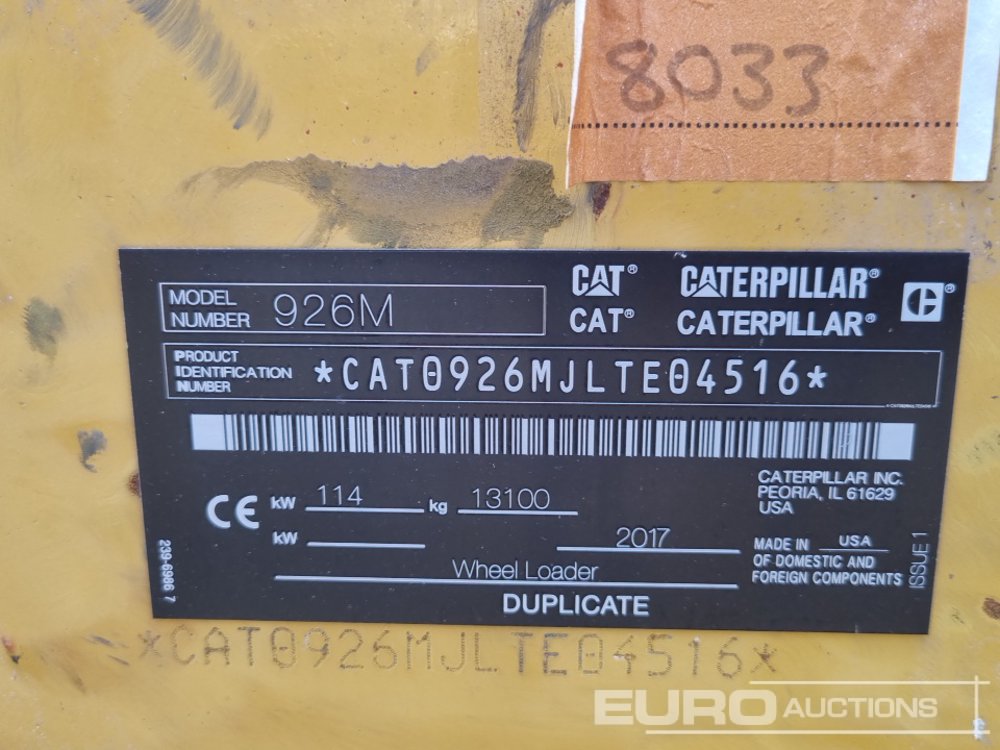 8033
MODEL NUMBER 926M
CAT® CATERPILLAR®
CAT® CATERPILLAR®
PRODUCT IDENTIFICATION NUMBER *CAT0926MJLTE04516*
CE kW 114 kg 13100
CATERPILLAR INC.
PEORIA, IL 61629
USA
kW 2017
MADE IN USA
OF DOMESTIC AND
FOREIGN COMPONENTS
Wheel Loader
DUPLICATE
239-6986 7
ISSUE 1
*CAT0926MJLTE04516*
EURO AUCTIONS